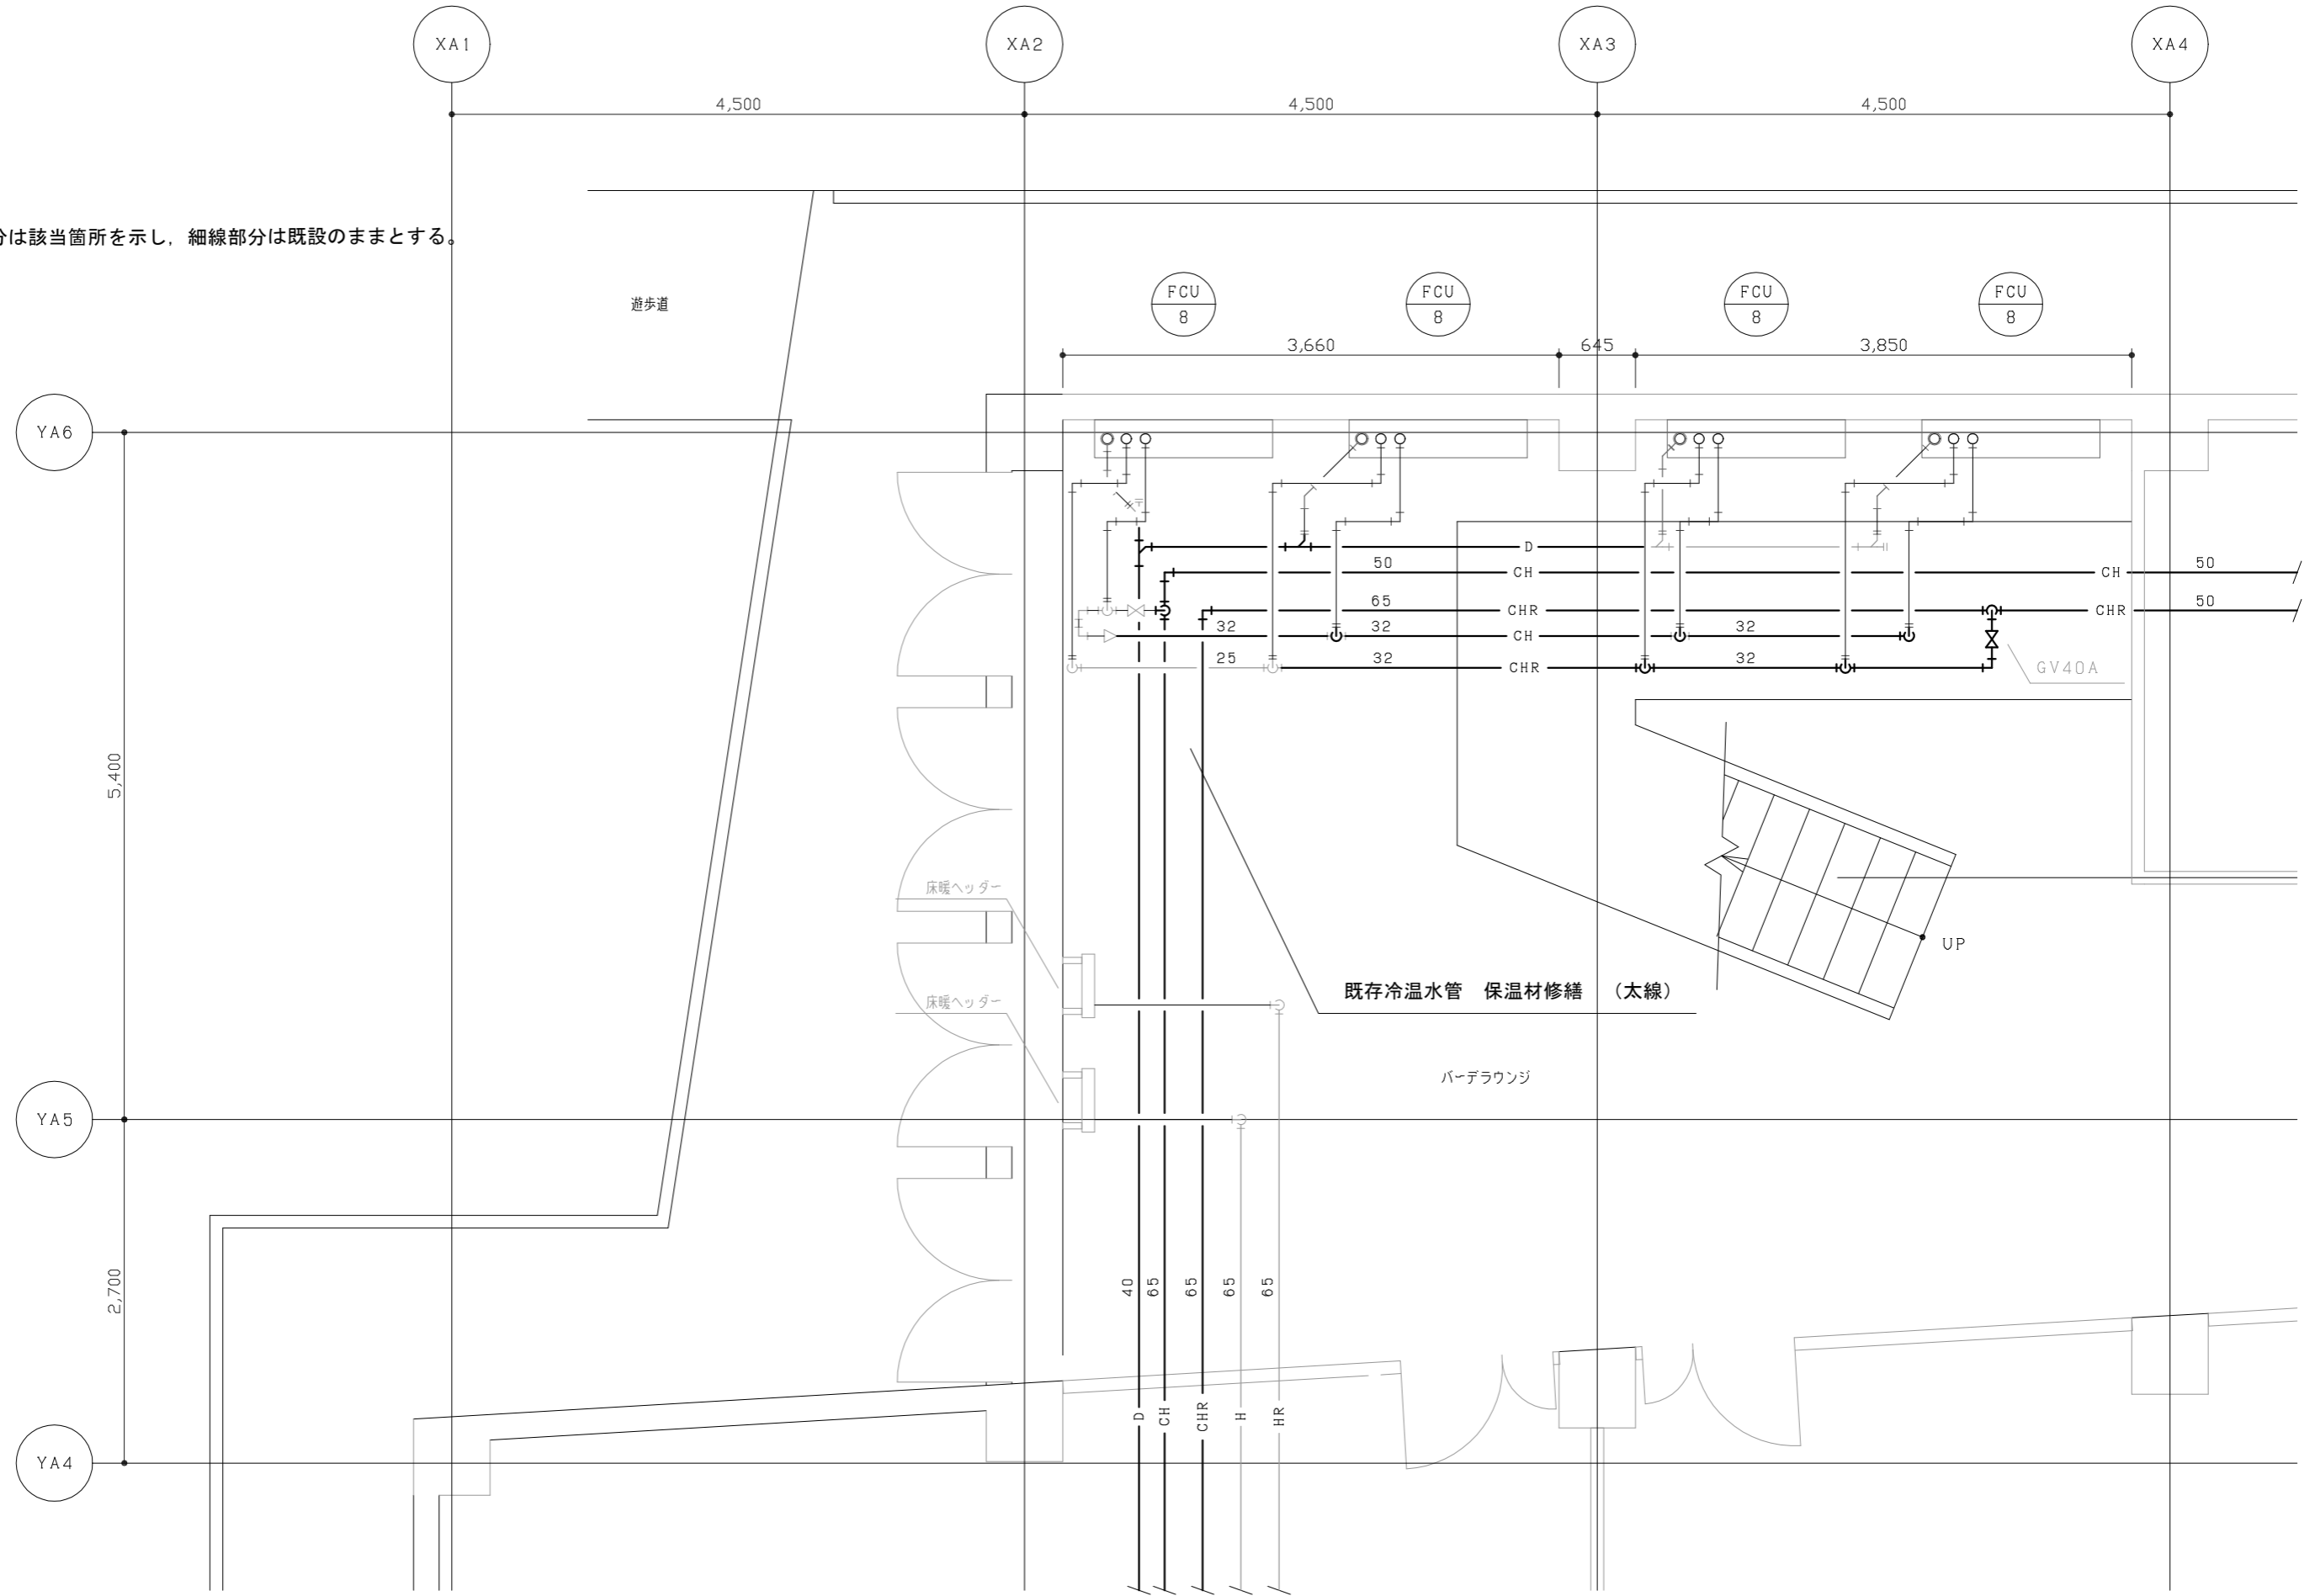 XA1
XA2
XA3
XA4
4,500
4,500
4,500
分は該当箇所を示し，細線部分は既設のままとする。
遊歩道
FCU
8
FCU
8
FCU
8
FCU
8
3,660
645
3,850
YA6
D
50
CH
CH
50
65
CHR
CHR
50
32
32
CH
32
25
32
CHR
32
GV40A
5,400
床暖ヘッダー
UP
既存冷温水管　保温材修繕　（太線）
床暖ヘッダー
バーデラウンジ
YA5
2,700
40
65
65
65
65
D
CH
CHR
H
HR
YA4